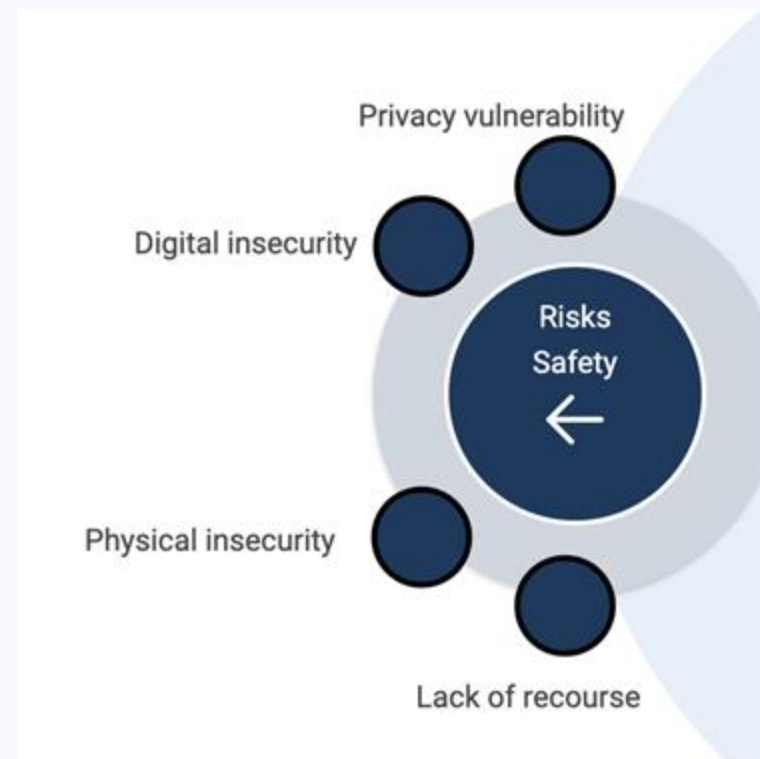 Privacy vulnerability
Digital insecurity
Risks
Safety
Physical insecurity
Lack of recourse